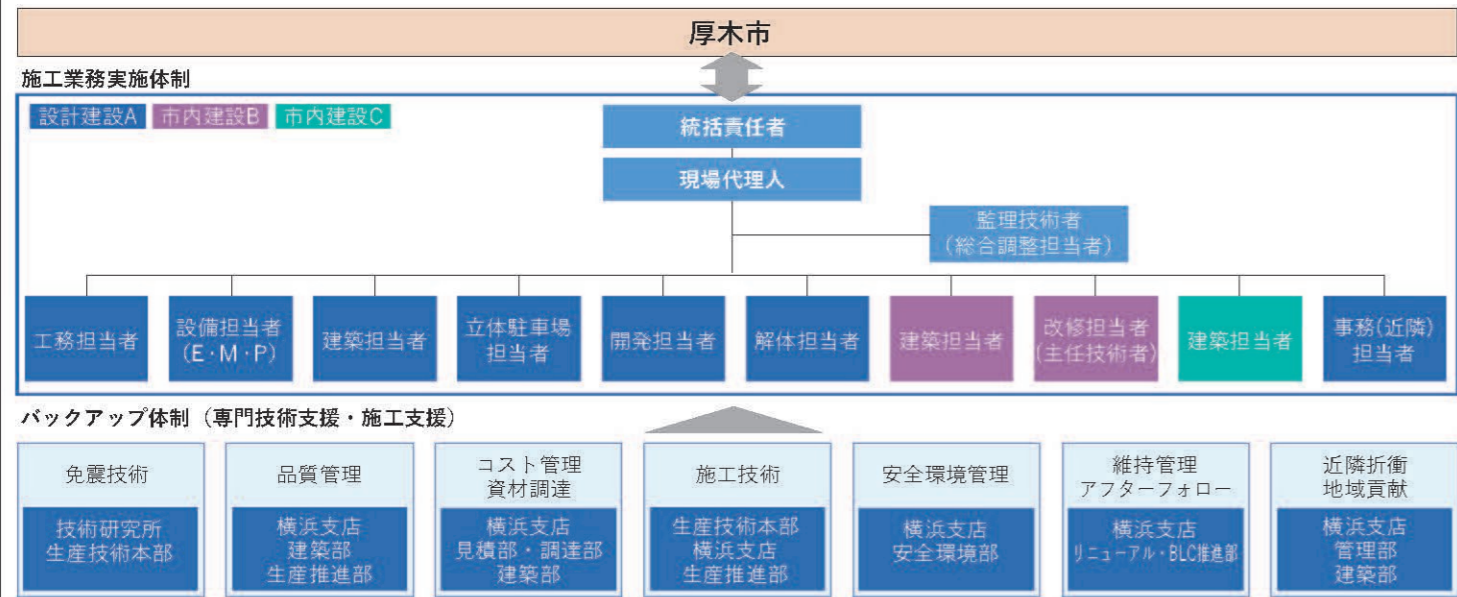 厚木市
施工業務実施体制
設計建設A 市内建設B 市内建設C
統括責任者
現場代理人
監理技術者
(総合調整担当者)
工務担当者
設備担当者
(E・M・P)
建築担当者
立体駐車場
担当者
開発担当者
解体担当者
建築担当者
改修担当者
(主任技術者)
建築担当者
事務(近隣)
担当者
バックアップ体制（専門技術支援・施工支援）
免震技術
技術研究所
生産技術本部
品質管理
横浜支店
建築部
生産推進部
コスト管理
資材調達
横浜支店
見積部・調達部
建築部
施工技術
生産技術本部
横浜支店
生産推進部
安全環境管理
横浜支店
安全環境部
維持管理
アフターフォロー
横浜支店
リニューアル・BLC推進部
近隣折衝
地域貢献
横浜支店
管理部
建築部